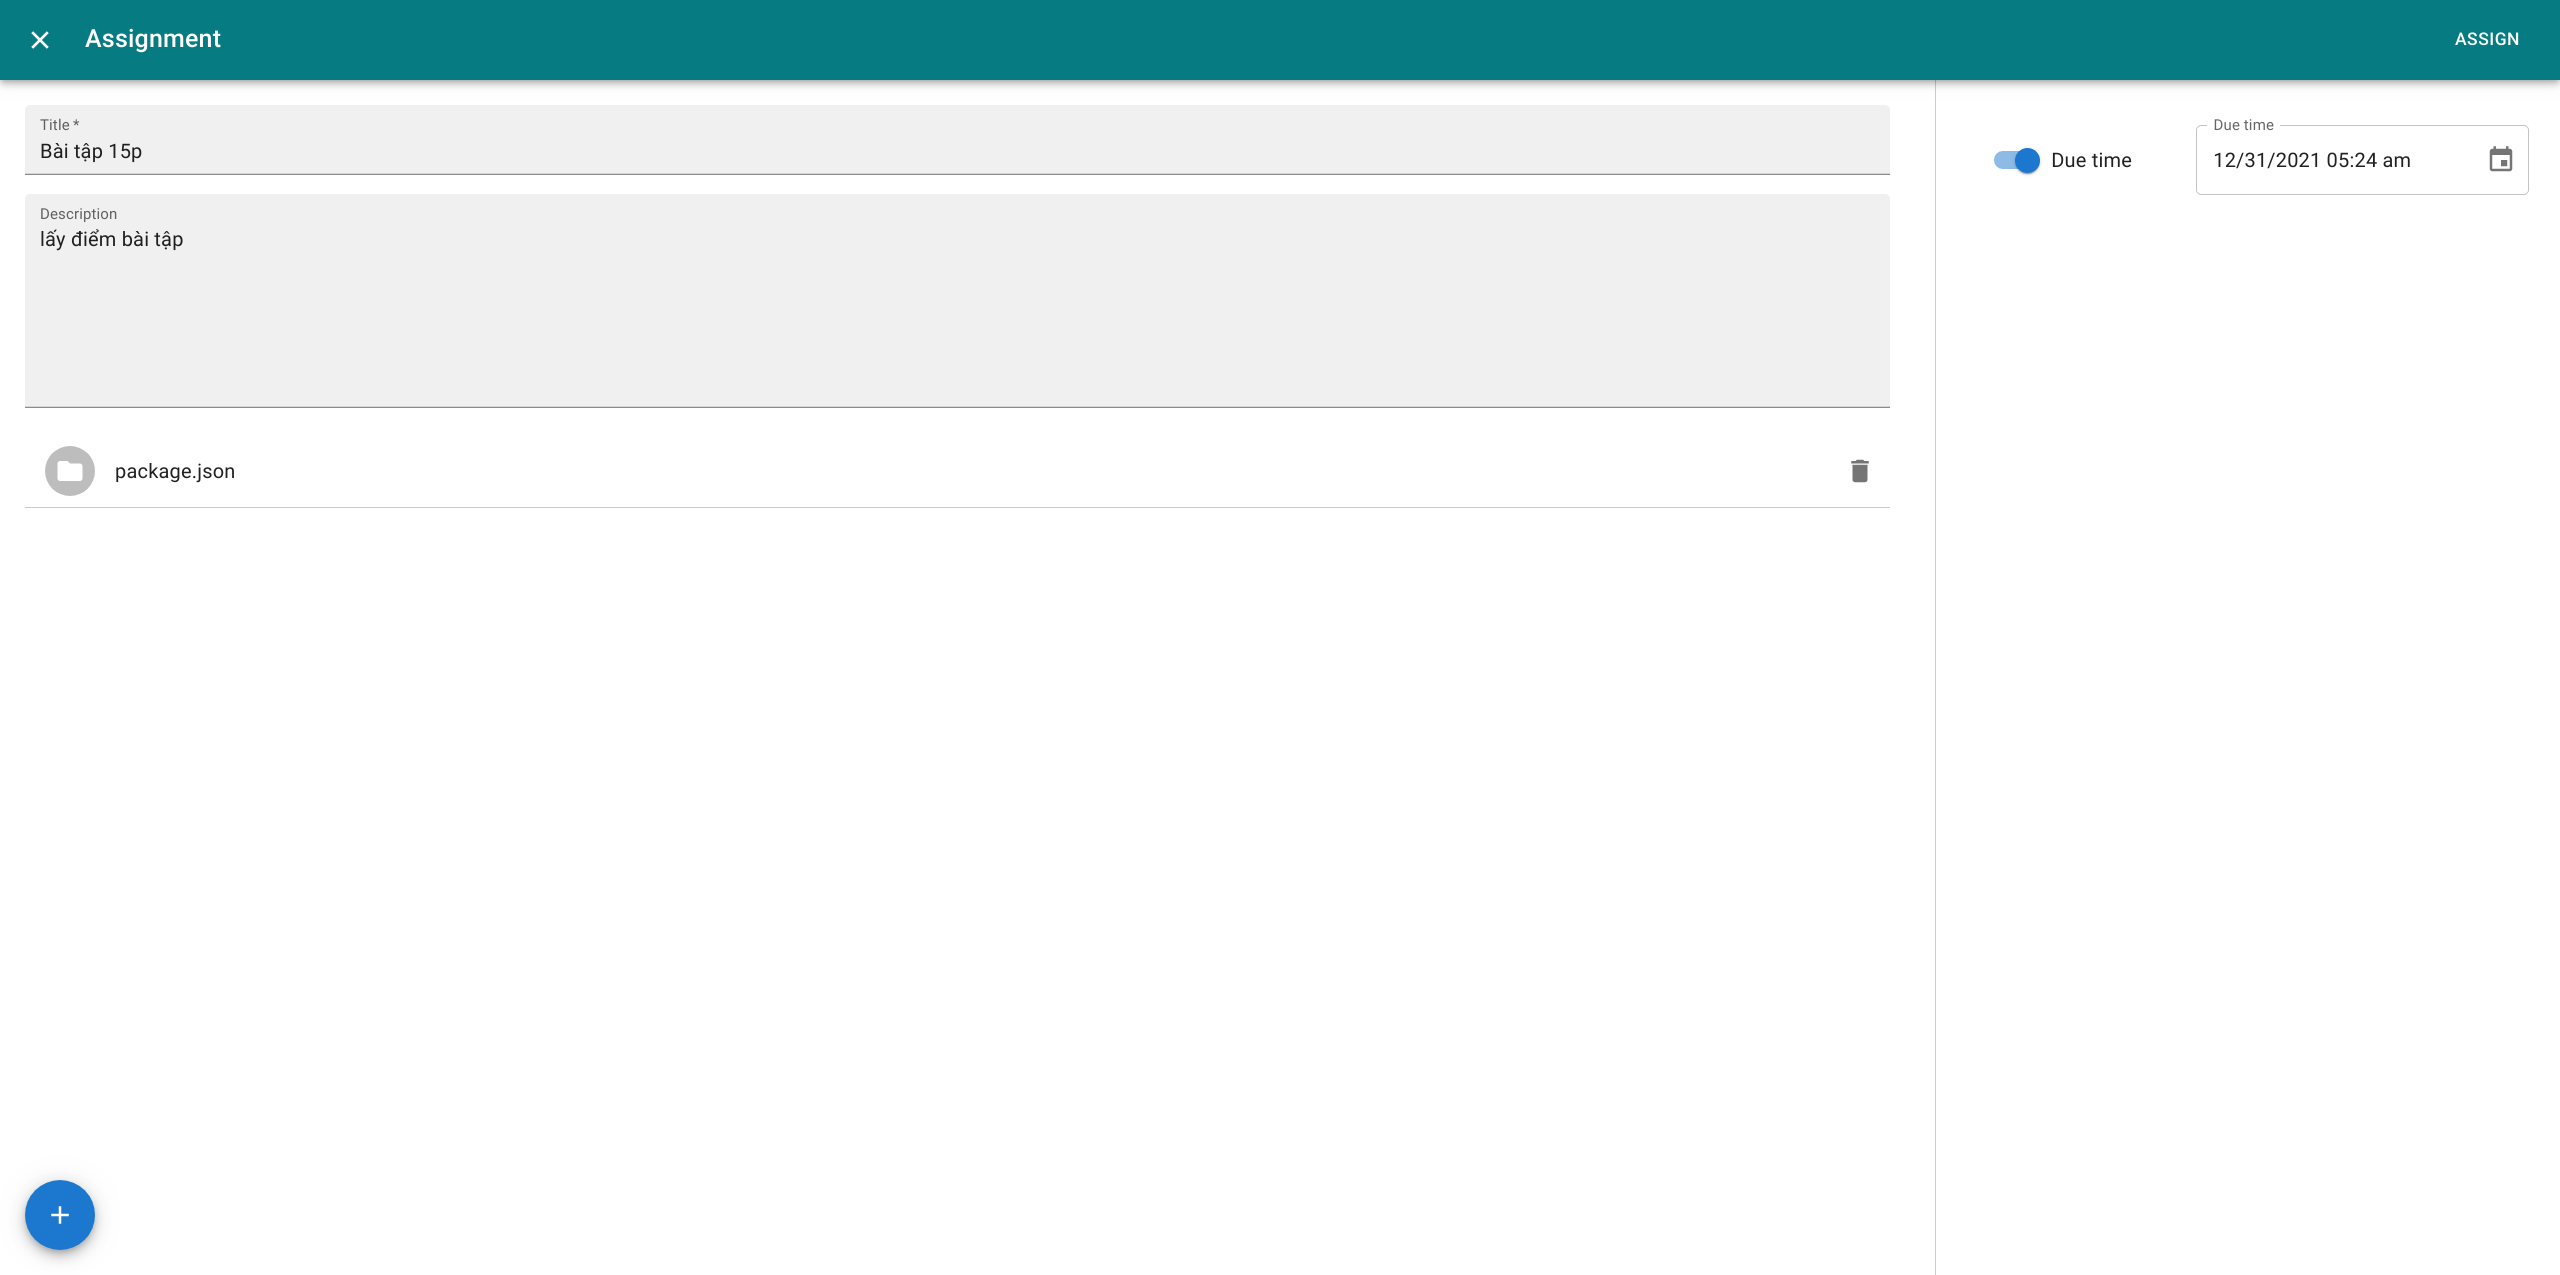 Assignment
ASSIGN
Title *
Bài tập 15p
Description
lấy điểm bài tập
package.json
Due time
Due time
12/31/2021 05:24 am